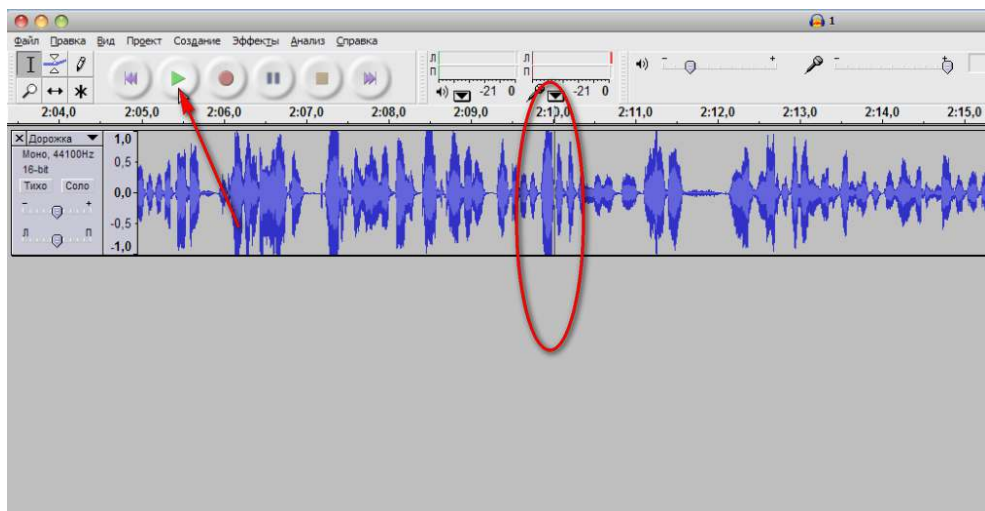 1
Файл Правка Вид Проект Создание Эффекты Анализ Справка
Л Л
П П
- + - +
-21 0 -21 0
2:04,0 2:05,0 2:06,0 2:07,0 2:08,0 2:09,0 2:10,0 2:11,0 2:12,0 2:13,0 2:14,0 2:15,0
Дорожка 1,0
Моно, 44100Hz
16-bit 0,5
Тихо Соло 0,0
- +
Л П -0,5
-1,0